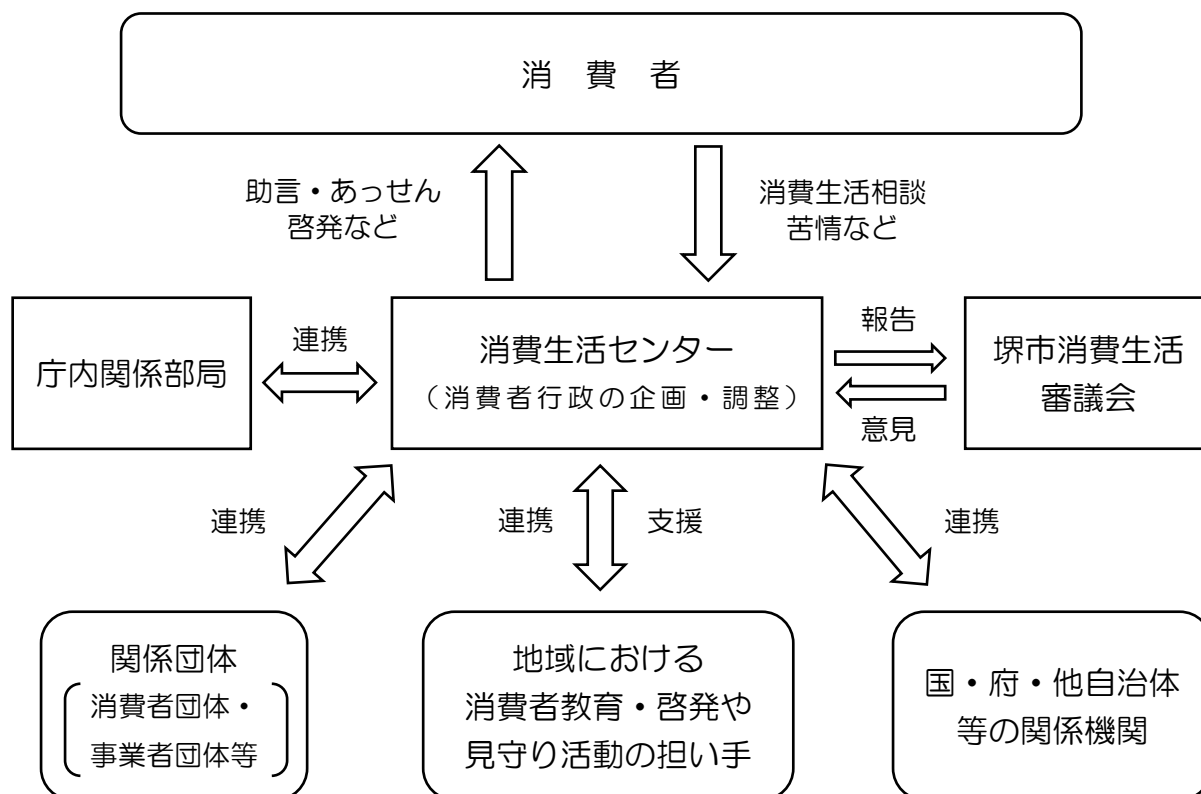 消 費 者
助言・あっせん
啓発など
消費生活相談
苦情など
庁内関係部局
連携
消費生活センター
（消費者行政の企画・調整）
報告
意見
堺市消費生活
審議会
連携
連携
支援
連携
関係団体
消費者団体・
事業者団体等
地域における
消費者教育・啓発や
見守り活動の担い手
国・府・他自治体
等の関係機関